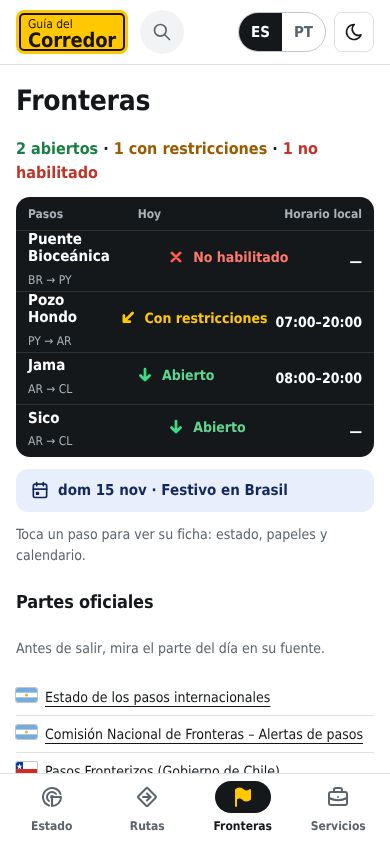 Guía del
Corredor
ES PT
Fronteras
2 abiertos · 1 con restricciones · 1 no
habilitado
Pasos Hoy Horario local
Puente
Bioceánica
BR → PY
No habilitado
—
Pozo
Hondo
PY → AR
Con restricciones
07:00–20:00
Jama
AR → CL
Abierto
08:00–20:00
Sico
AR → CL
Abierto
—
dom 15 nov · Festivo en Brasil
Toca un paso para ver su ficha: estado, papeles y
calendario.
Partes oficiales
Antes de salir, mira el parte del día en su fuente.
Estado de los pasos internacionales
Comisión Nacional de Fronteras – Alertas de pasos
Pasos Fronterizos (Gobierno de Chile)
Estado Rutas Fronteras Servicios